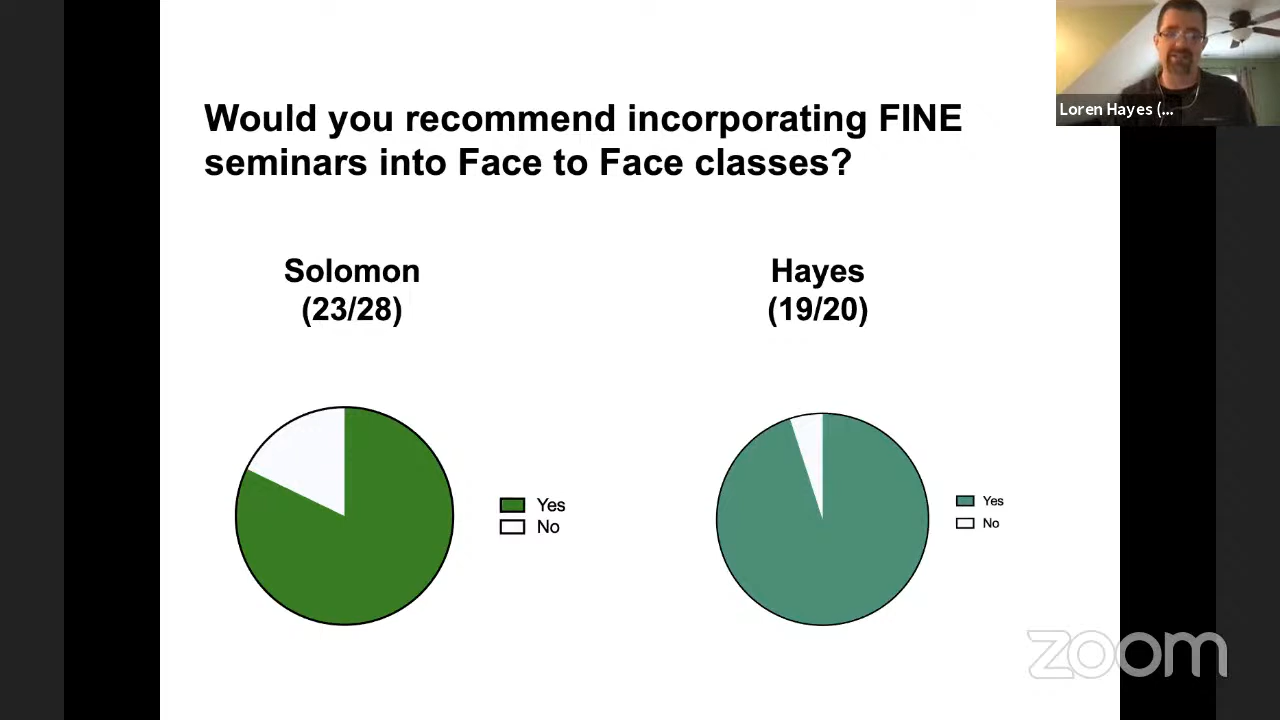 Would you recommend incorporating FINE
seminars into Face to Face classes?
Loren Hayes (...
Solomon
(23/28)
Hayes
(19/20)
Yes
No
Yes
No
zoom